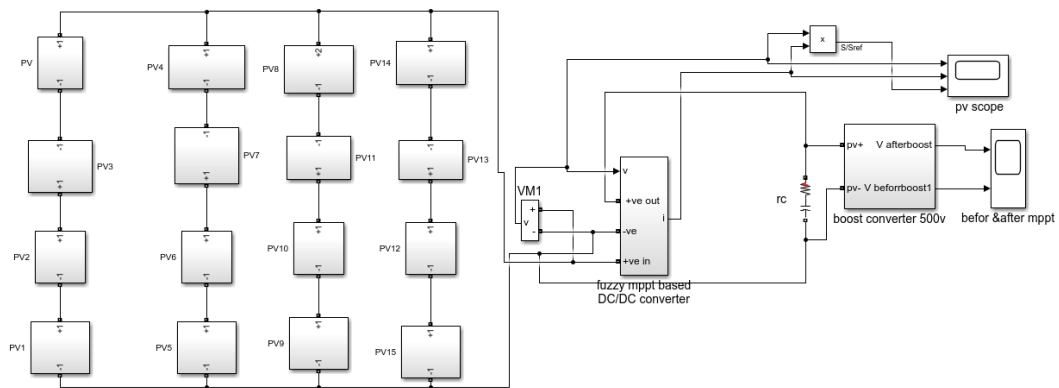 PV
PV4
PV8
PV14
PV3
PV7
PV11
PV13
PV2
PV6
PV10
PV12
PV1
PV5
PV9
PV15
VM1
+
v
-
v
+ve out
-ve
+ve in
i
fuzzy mppt based
DC/DC converter
x
S/Sref
pv scope
rc
pv+
V afterboost
pv-
V beforrboost1
boost converter 500v
befor &after mppt